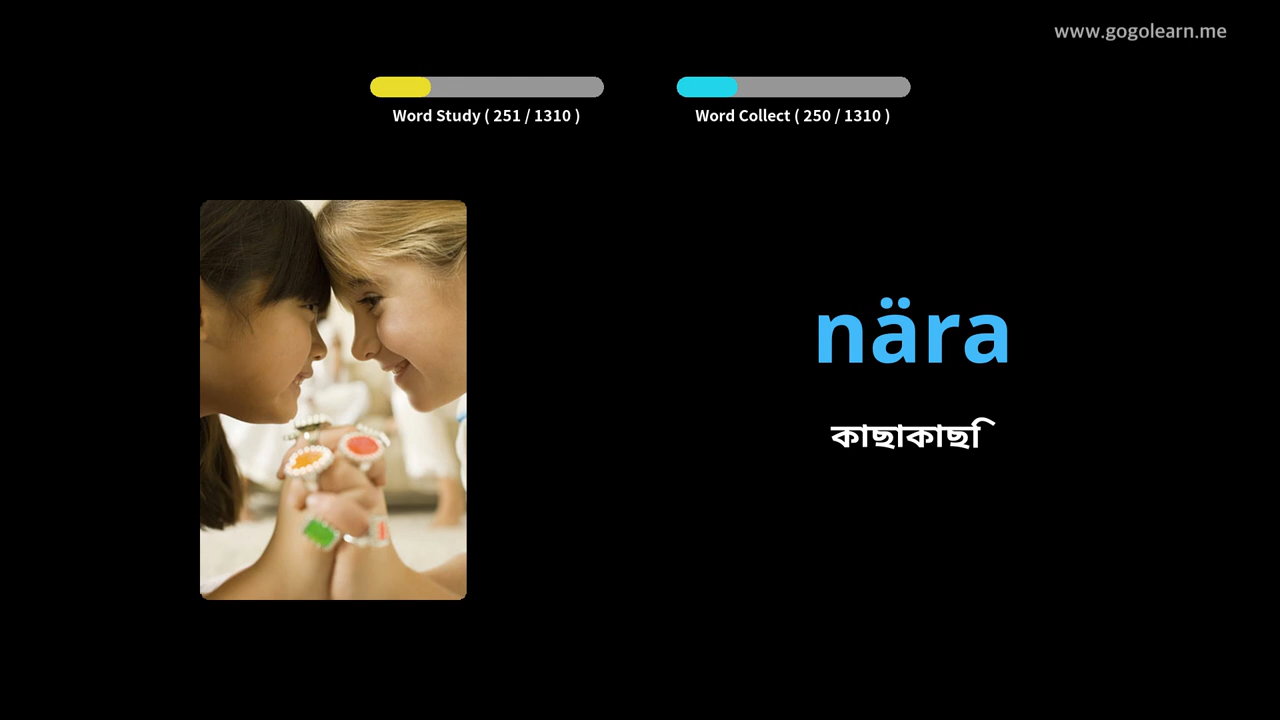 www.gogolearn.me
Word Study ( 251 / 1310 )
Word Collect ( 250 / 1310 )
nära
কাছাকাছি